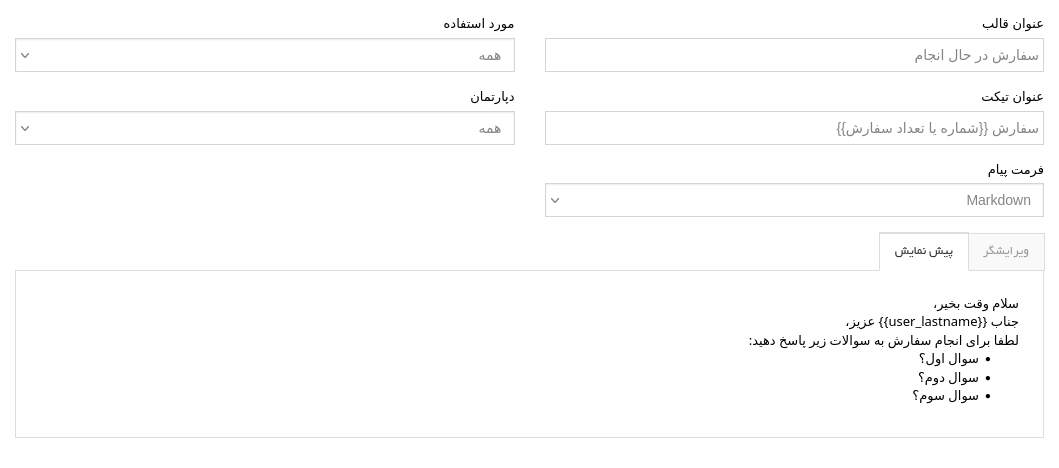 عنوان قالب
مورد استفاده
سفارش در حال انجام
همه
عنوان تیکت
دپارتمان
سفارش {{شماره یا تعداد سفارش}}
همه
فرمت پیام
Markdown
ویرایشگر
پیش نمایش
سلام وقت بخیر،
جناب {{user_lastname}} عزیز،
لطفا برای انجام سفارش به سوالات زیر پاسخ دهید:
• سوال اول؟
• سوال دوم؟
• سوال سوم؟